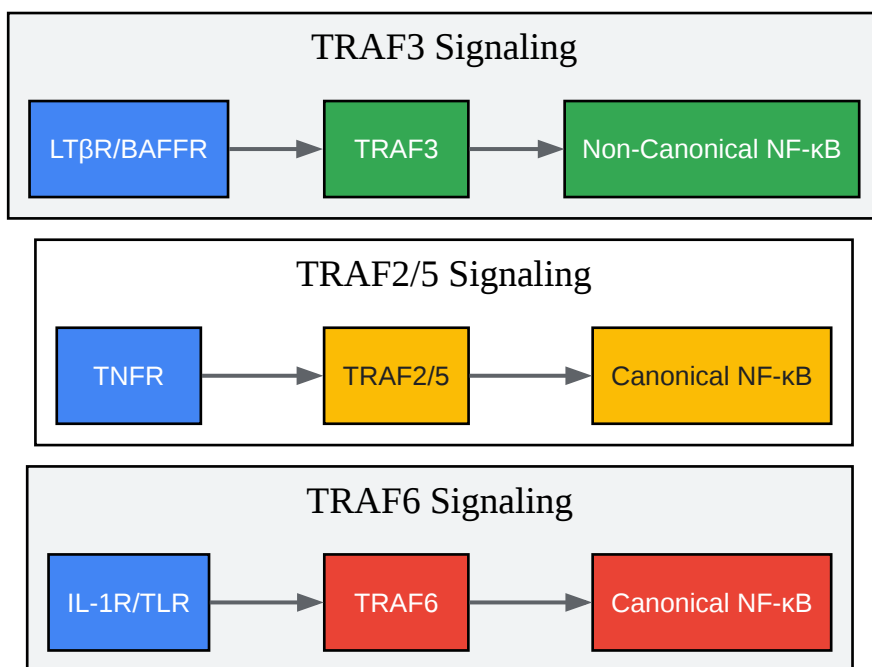 TRAF3 Signaling
LTβR/BAFFR
TRAF3
Non-Canonical NF-κB
TRAF2/5 Signaling
TNFR
TRAF2/5
Canonical NF-κB
TRAF6 Signaling
IL-1R/TLR
TRAF6
Canonical NF-κB